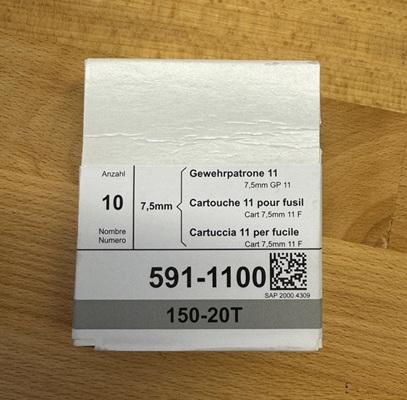 Anzahl
10
Nombre
Numero
7,5mm
Gewehrpatrone 11
7,5mm GP 11
Cartouche 11 pour fusil
Cart 7,5mm 11 F
Cartuccia 11 per fucile
Cart 7,5mm 11 F
591-1100
SAP 2000.4309
150-20T